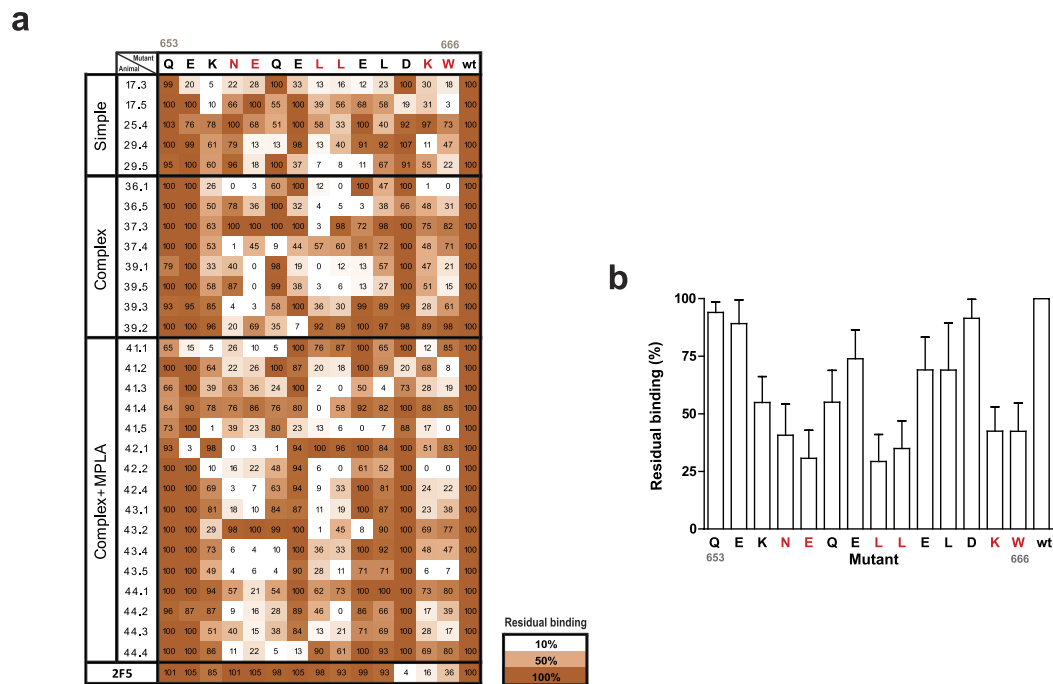 a
653 666
Mutant
Animal Q E K N E Q E L L E L D K W wt
Simple
17.3 99 20 5 22 28 100 33 13 16 12 23 100 30 18 100
17.5 100 100 10 66 100 55 100 39 56 68 58 19 31 3 100
25.4 103 76 78 100 68 51 100 58 33 100 40 92 97 73 100
29.4 100 99 61 79 13 13 98 13 40 91 92 107 11 47 100
29.5 95 100 60 96 18 100 37 7 8 11 67 91 55 22 100
Complex
36.1 100 100 26 0 3 60 100 12 0 100 47 100 1 0 100
36.5 100 100 50 78 36 100 32 4 5 3 38 66 48 31 100
37.3 100 100 63 100 100 100 100 3 98 72 98 100 75 82 100
37.4 100 100 53 1 45 9 44 57 60 81 72 100 48 71 100
39.1 79 100 33 40 0 98 19 0 12 13 57 100 47 21 100
39.5 100 100 58 87 0 99 38 3 6 13 27 100 51 15 100
39.3 93 95 85 4 3 58 100 36 30 99 89 99 28 61 100
39.2 100 100 96 20 69 35 7 92 89 100 97 98 89 98 100
Complex+MPLA
41.1 65 15 5 26 10 5 100 76 87 100 65 100 12 85 100
41.2 100 100 64 22 26 100 87 20 18 100 69 20 68 8 100
41.3 66 100 39 63 36 24 100 2 0 50 4 73 28 19 100
41.4 64 90 78 76 86 76 80 0 58 92 82 100 88 85 100
41.5 73 100 1 39 23 80 23 13 6 0 7 88 17 0 100
42.1 93 3 98 0 3 1 94 100 96 100 84 100 51 83 100
42.2 100 100 10 16 22 48 94 6 0 61 52 100 0 0 100
42.4 100 100 69 3 7 63 94 9 33 100 81 100 24 22 100
43.1 100 100 87 18 10 84 87 11 19 100 87 100 23 38 100
43.2 100 100 29 98 100 99 100 1 45 8 90 100 69 77 100
43.4 100 100 73 6 4 10 90 36 33 100 92 100 48 47 100
43.5 100 100 49 4 6 4 90 28 11 71 71 100 6 7 100
44.1 100 100 94 57 21 54 100 62 73 100 100 100 73 80 100
44.2 96 87 87 9 16 28 89 46 0 86 66 100 17 39 100
44.3 100 100 51 40 15 38 84 13 21 71 69 100 28 17 100
44.4 100 100 86 11 22 5 13 90 61 100 93 100 69 80 100
2F5 101 105 85 101 105 98 105 98 93 99 93 4 16 36 100
Residual binding
10%
50%
100%
b
Residual binding (%)
100
75
50
25
0
Q E K N E Q E L L E L D K W wt
653 Mutant 666